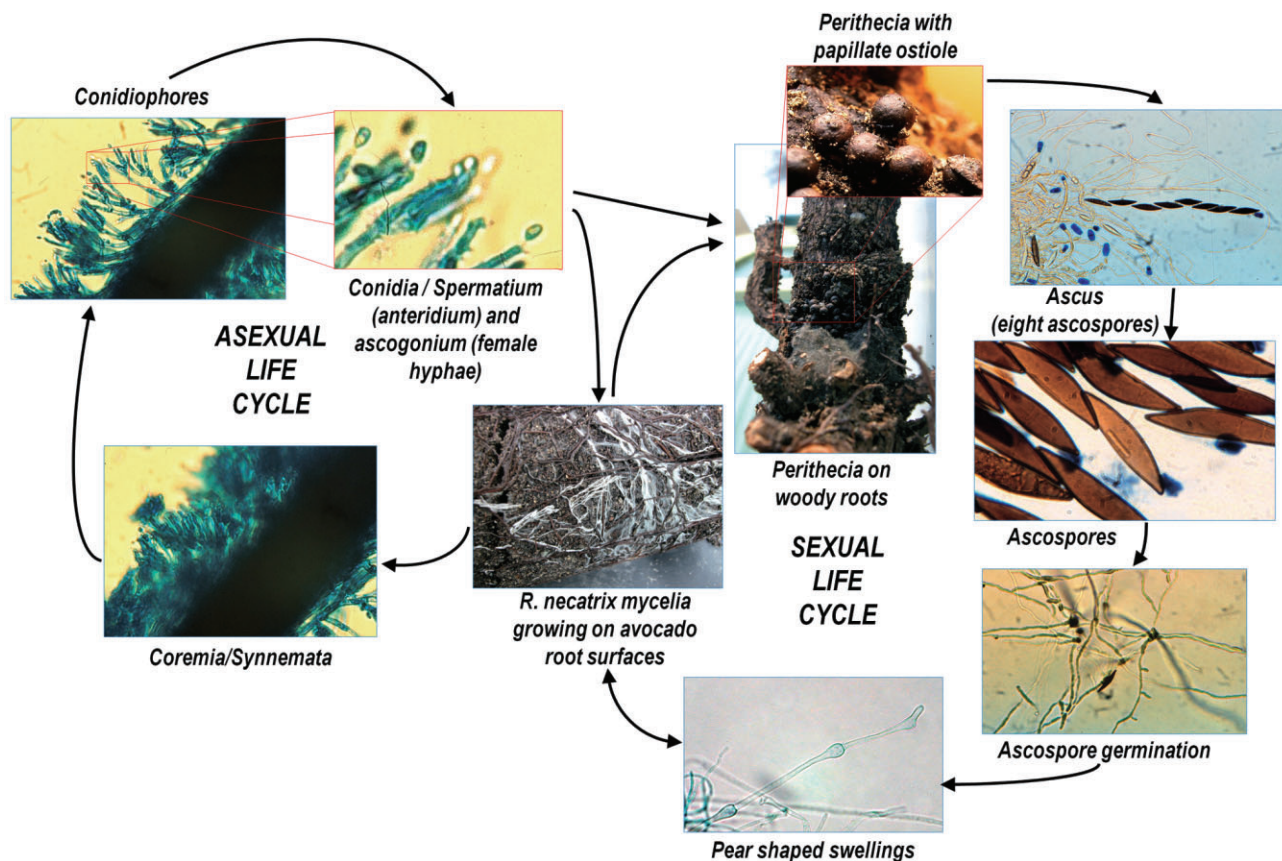 Conidiophores
Perithecia with
papillate ostiole
Conidia / Spermatium
(anteridium) and
ascogonium (female
hyphae)
ASEXUAL
LIFE
CYCLE
Ascus
(eight ascospores)
Perithecia on
woody roots
Ascospores
SEXUAL
LIFE
CYCLE
R. necatrix mycelia
growing on avocado
root surfaces
Coremia/Synnemata
Ascospore germination
Pear shaped swellings